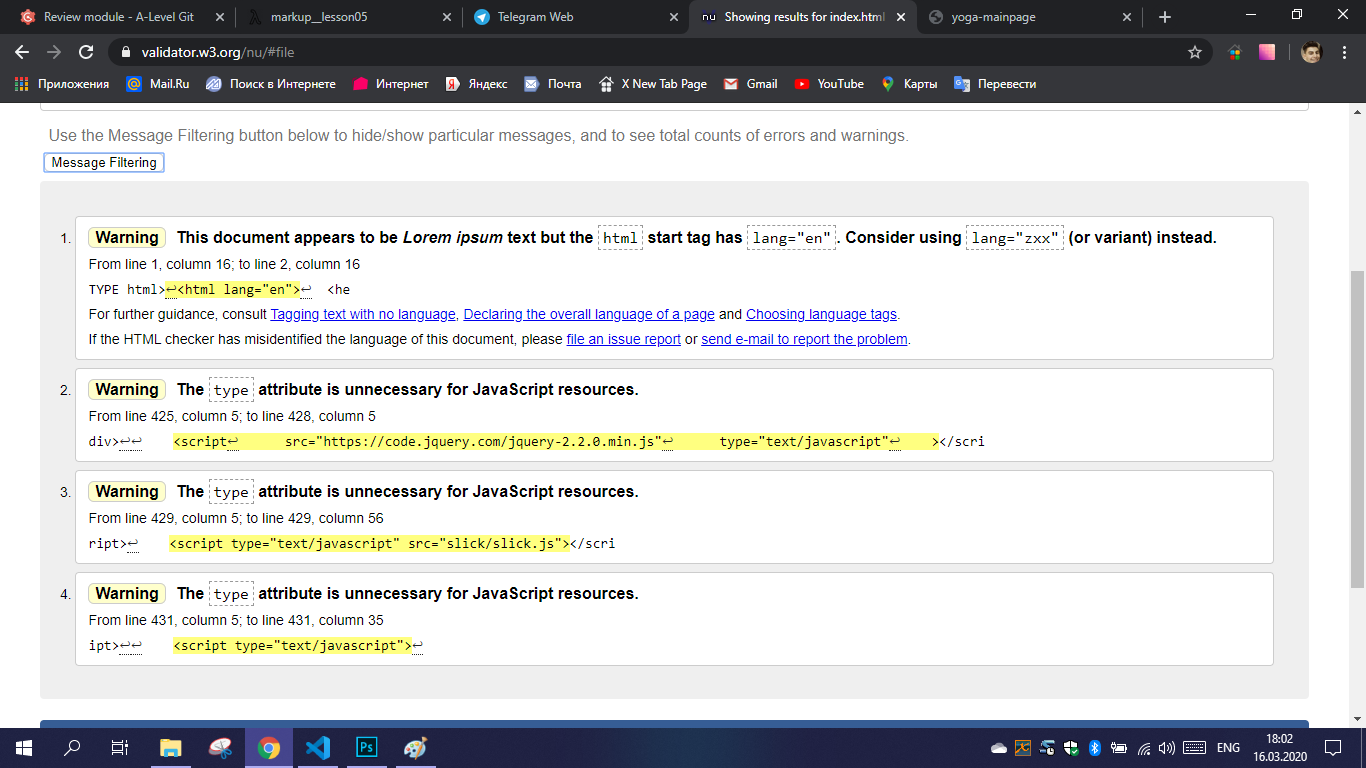 Review module - A-Level Git
markup__lesson05
Telegram Web
Showing results for index.html
yoga-mainpage
validator.w3.org/nu/#file
Приложения
Mail.Ru
Поиск в Интернете
Интернет
Яндекс
Почта
X New Tab Page
Gmail
YouTube
Карты
Перевести
Use the Message Filtering button below to hide/show particular messages, and to see total counts of errors and warnings.
Message Filtering
1. Warning This document appears to be Lorem ipsum text but the html start tag has lang="en". Consider using lang="zxx" (or variant) instead.
From line 1, column 16; to line 2, column 16
TYPE html>↩<html lang="en">↩ <he
For further guidance, consult Tagging text with no language, Declaring the overall language of a page and Choosing language tags.
If the HTML checker has misidentified the language of this document, please file an issue report or send e-mail to report the problem.
2. Warning The type attribute is unnecessary for JavaScript resources.
From line 425, column 5; to line 428, column 5
div>↩↩ <script↩ src="https://code.jquery.com/jquery-2.2.0.min.js"↩ type="text/javascript"↩ ></scri
3. Warning The type attribute is unnecessary for JavaScript resources.
From line 429, column 5; to line 429, column 56
ript>↩ <script type="text/javascript" src="slick/slick.js"></scri
4. Warning The type attribute is unnecessary for JavaScript resources.
From line 431, column 5; to line 431, column 35
ipt>↩↩ <script type="text/javascript">↩
Ps
ENG
18:02
16.03.2020